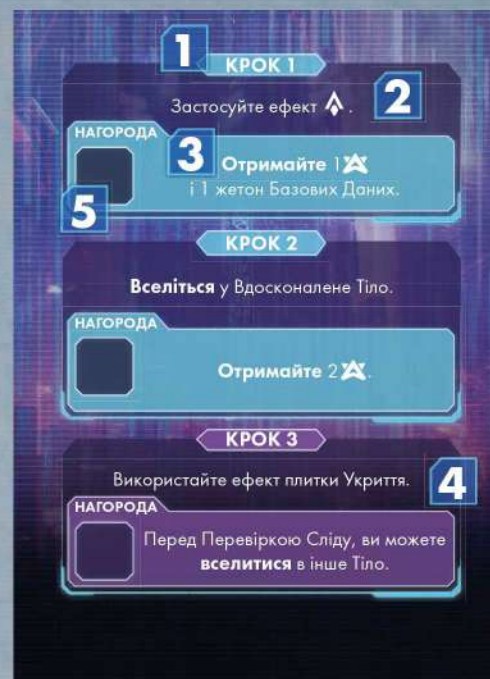 1
КРОК 1
Застосуйте ефект .
2
НАГОРОДА
3
Отримайте 1
і 1 жетон Базових Даних.
5
КРОК 2
Вселіться у Вдосконалене Тіло.
НАГОРОДА
Отримайте 2 .
КРОК 3
Використайте ефект плитки Укриття.
4
НАГОРОДА
Перед Перевіркою Сліду, ви можете
вселитися в інше Тіло.